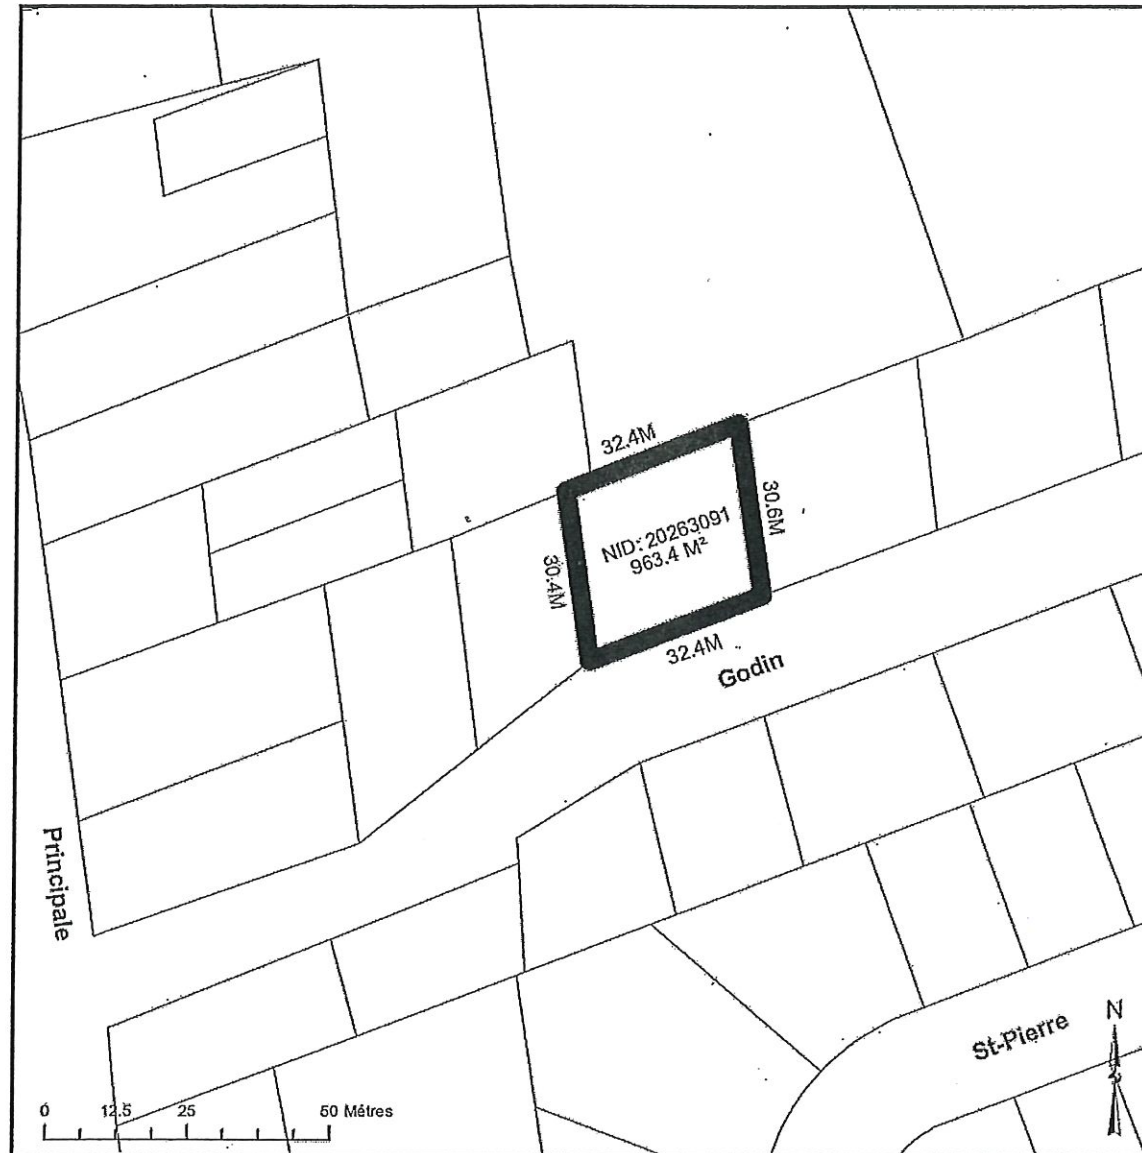 32.4M
30.6M
NID: 20263091
963.4 M²
30.4M
32.4M
Godin
Principale
St-Pierre
N
0 12.5 25 50 Métres